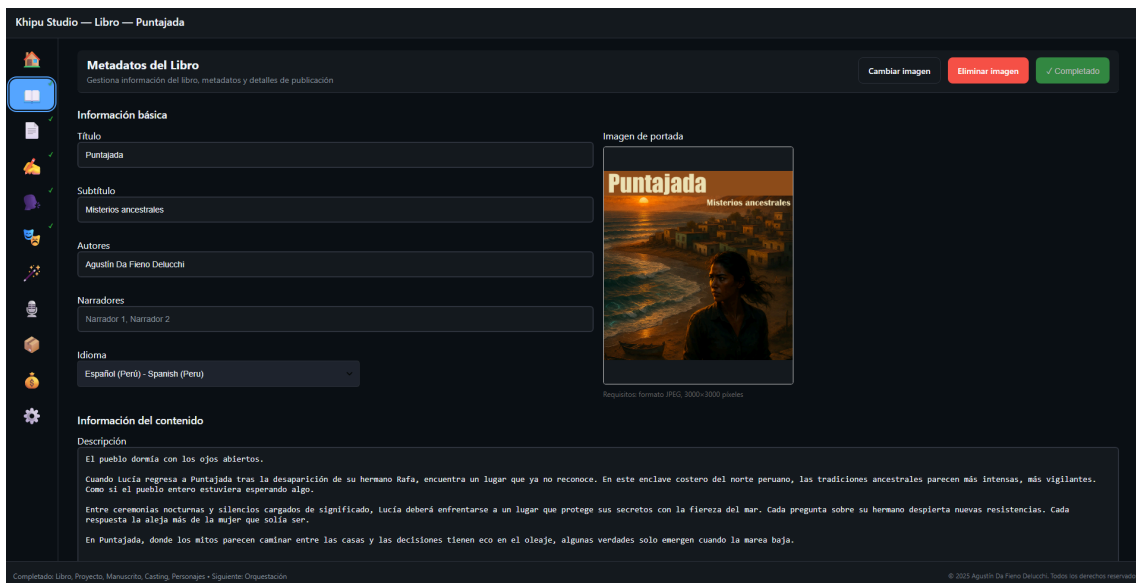 Khipu Studio — Libro — Puntajada
Metadatos del Libro
Gestiona información del libro, metadatos y detalles de publicación
Cambiar imagen
Eliminar imagen
✓ Completado
Información básica
Título
Puntajada
Subtítulo
Misterios ancestrales
Autores
Agustín Da Fieno Delucchi
Narradores
Narrador 1, Narrador 2
Idioma
Español (Perú) - Spanish (Peru)
Imagen de portada
Puntajada
Misterios ancestrales
Requisitos: formato JPEG, 3000×3000 píxeles
Información del contenido
Descripción
El pueblo dormía con los ojos abiertos.
Cuando Lucía regresa a Puntajada tras la desaparición de su hermano Rafa, encuentra un lugar que ya no reconoce. En este enclave costero del norte peruano, las tradiciones ancestrales parecen más intensas, más vigilantes.
Como si el pueblo entero estuviera esperando algo.
Entre ceremonias nocturnas y silencios cargados de significado, Lucía deberá enfrentarse a un lugar que protege sus secretos con la fiereza del mar. Cada pregunta sobre su hermano despierta nuevas resistencias. Cada
respuesta la aleja más de la mujer que solía ser.
En Puntajada, donde los mitos parecen caminar entre las casas y las decisiones tienen eco en el oleaje, algunas verdades solo emergen cuando la marea baja.
Completado: Libro, Proyecto, Manuscrito, Casting, Personajes • Siguiente: Orquestación
© 2025 Agustín Da Fieno Delucchi. Todos los derechos reservados